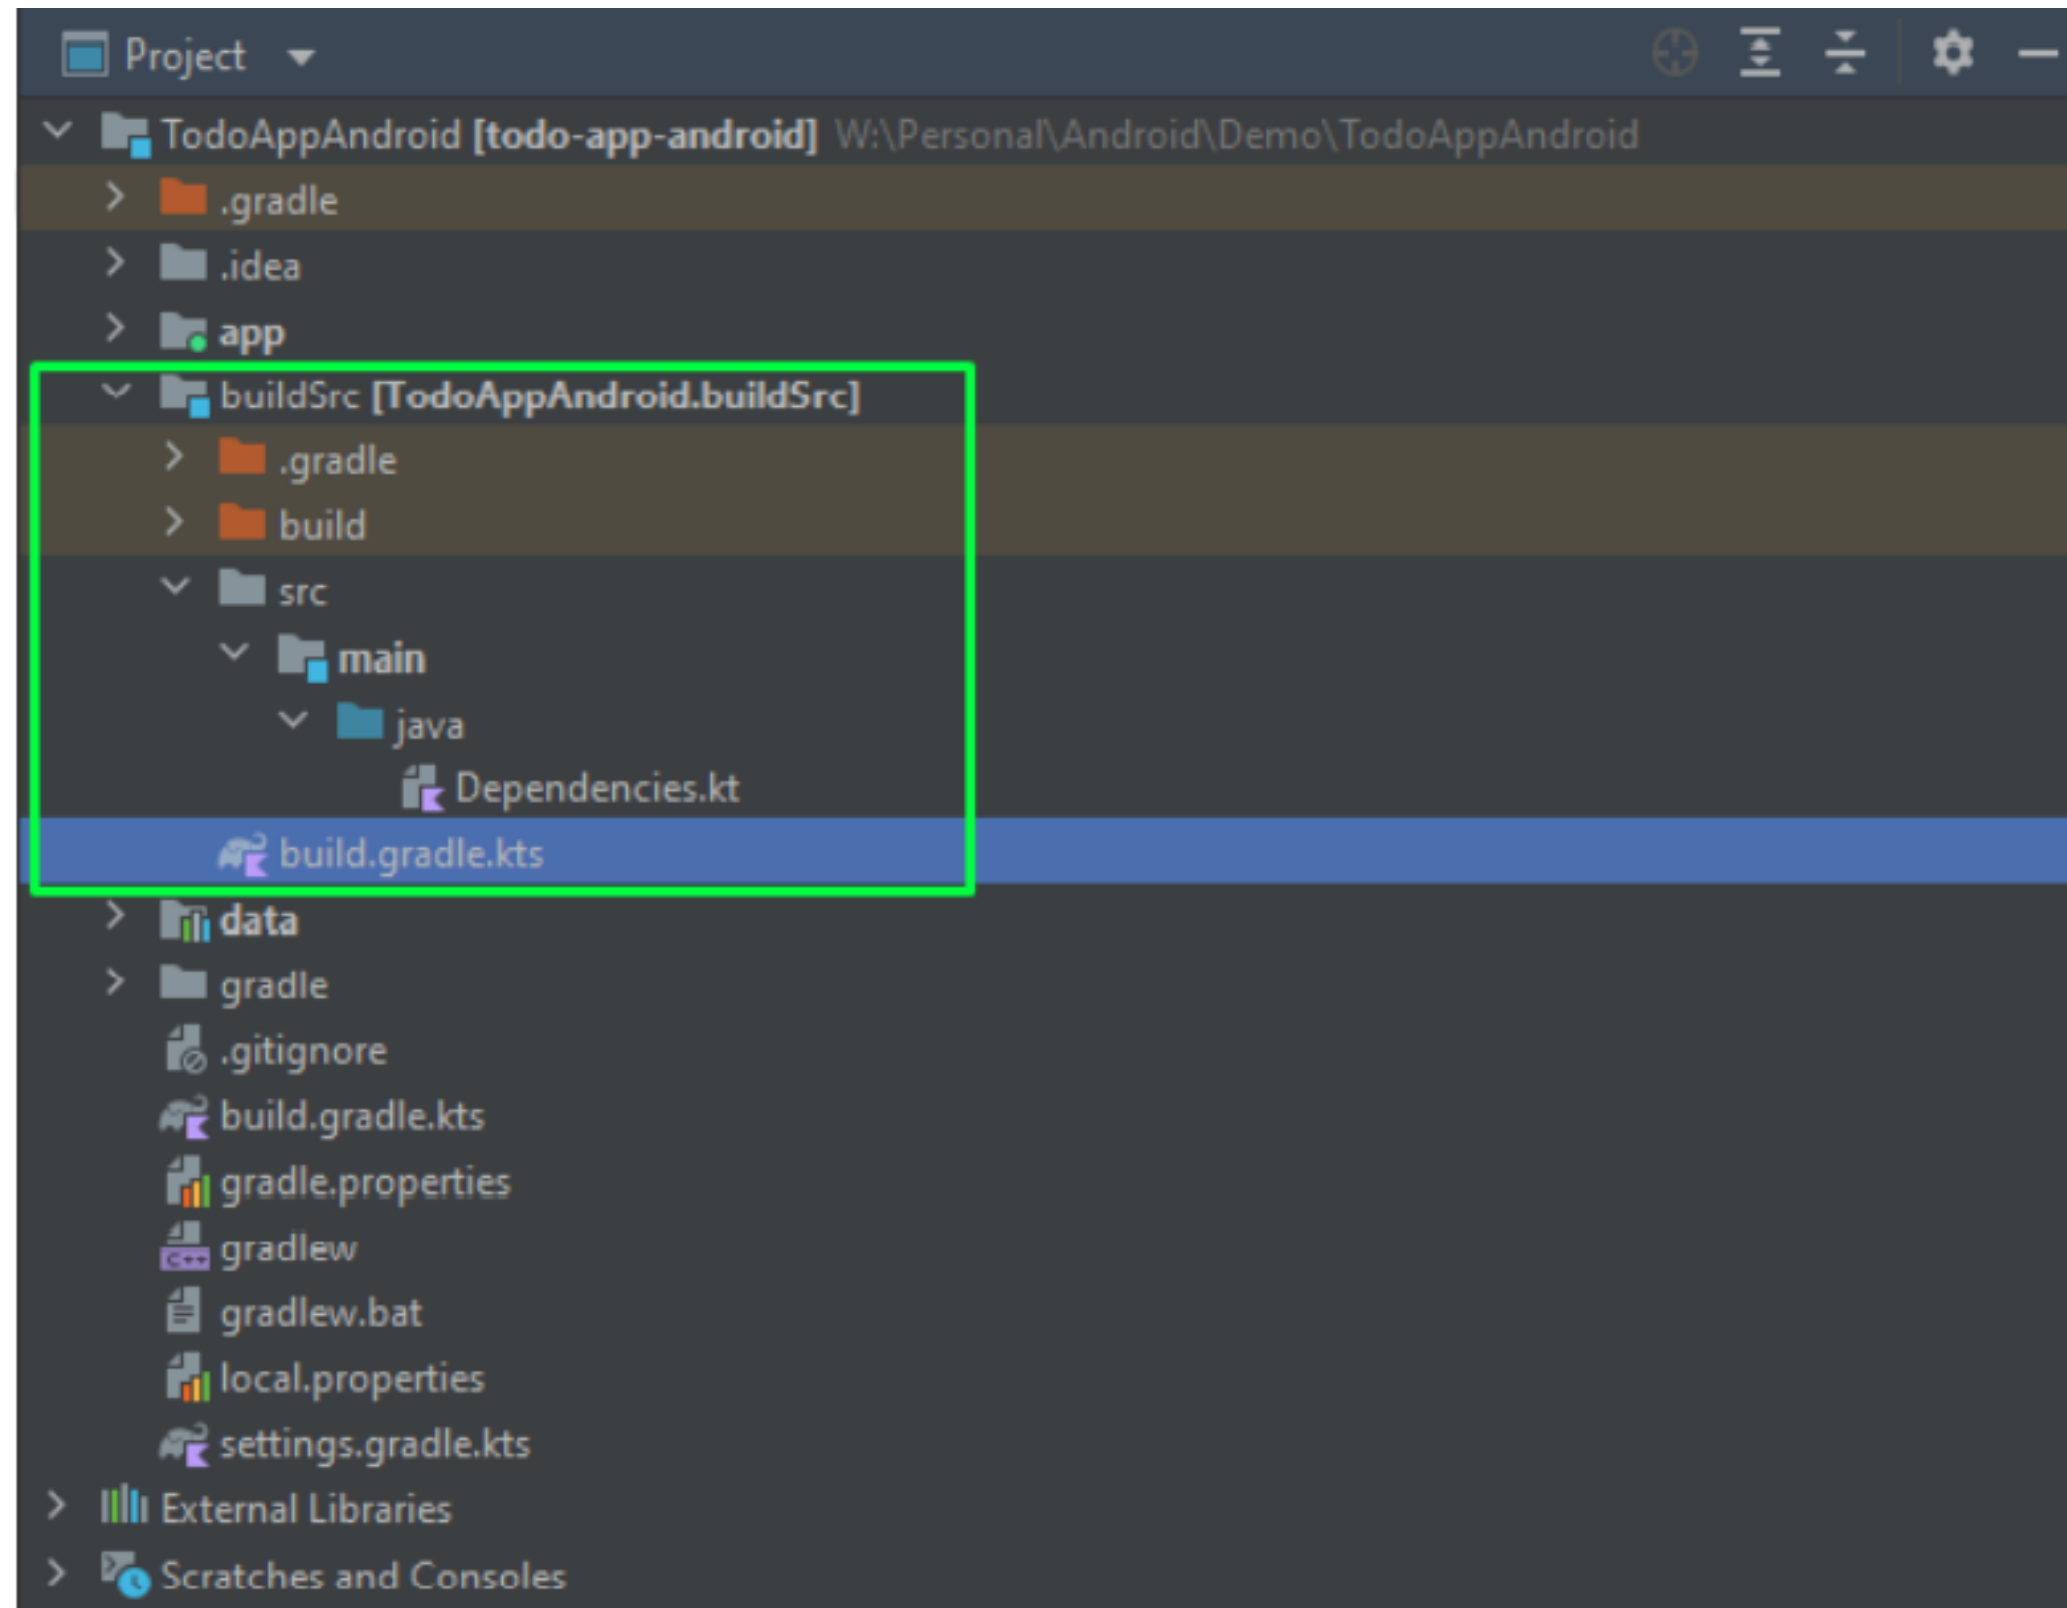 Project
TodoAppAndroid [todo-app-android] W:\Personal\Android\Demo\TodoAppAndroid
.gradle
.idea
app
buildSrc [TodoAppAndroid.buildSrc]
.gradle
build
src
main
java
Dependencies.kt
build.gradle.kts
data
gradle
.gitignore
build.gradle.kts
gradle.properties
C++ gradlew
gradlew.bat
local.properties
settings.gradle.kts
External Libraries
Scratches and Consoles